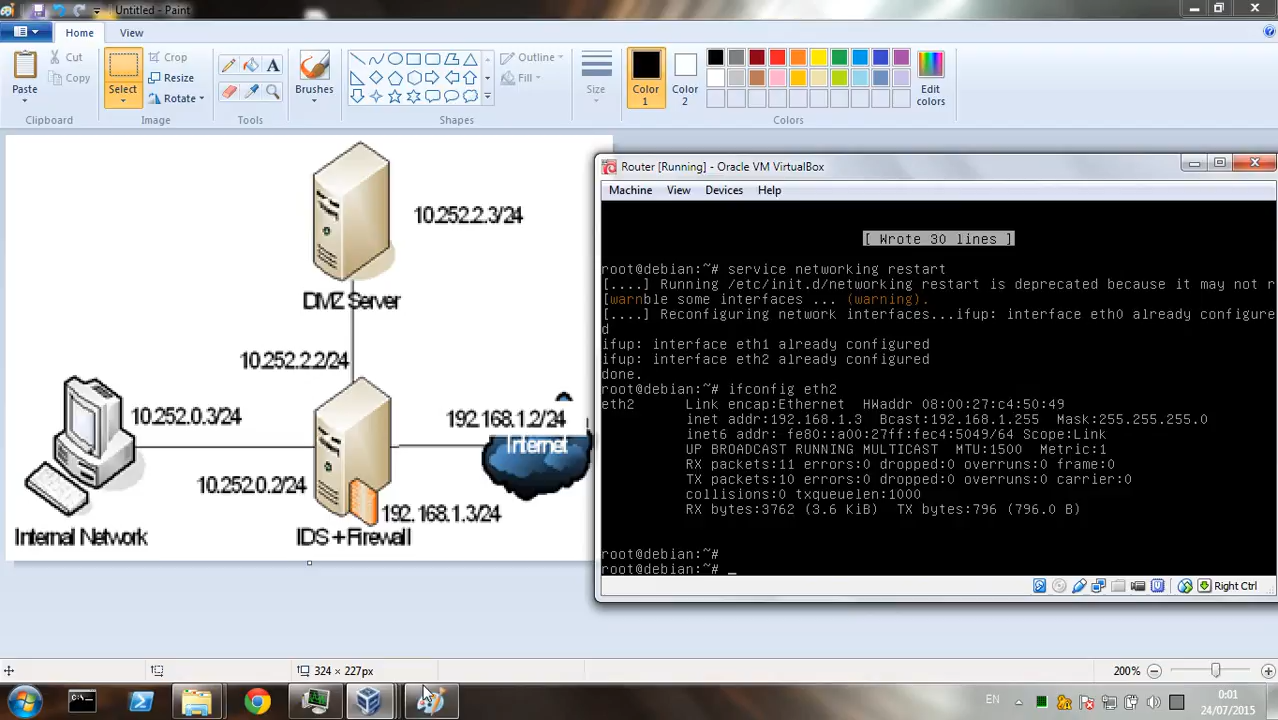 Untitled - Paint
Home
View
Paste
Cut
Copy
Clipboard
Select
Crop
Resize
Rotate
Image
Tools
Brushes
Shapes
Outline
Fill
Size
Color 1
Color 2
Edit colors
Colors
10.252.2.3/24
DMZ Server
10.252.2.2/24
10.252.0.3/24
192.168.1.2/24
Internet
10.252.0.2/24
192.168.1.3/24
Internal Network
IDS +Firewall
Router [Running] - Oracle VM VirtualBox
Machine View Devices Help
[ Wrote 30 lines ]
root@debian:~# service networking restart
[....] Running /etc/init.d/networking restart is deprecated because it may not r
[warnble some interfaces ... (warning).
[....] Reconfiguring network interfaces...ifup: interface eth0 already configure
d
ifup: interface eth1 already configured
ifup: interface eth2 already configured
done.
root@debian:~# ifconfig eth2
eth2 Link encap:Ethernet HWaddr 08:00:27:c4:50:49
inet addr:192.168.1.3 Bcast:192.168.1.255 Mask:255.255.255.0
inet6 addr: fe80::a00:27ff:fec4:5049/64 Scope:Link
UP BROADCAST RUNNING MULTICAST MTU:1500 Metric:1
RX packets:11 errors:0 dropped:0 overruns:0 frame:0
TX packets:10 errors:0 dropped:0 overruns:0 carrier:0
collisions:0 txqueuelen:1000
RX bytes:3762 (3.6 KiB) TX bytes:796 (796.0 B)
root@debian:~#
root@debian:~# _
Right Ctrl
324 × 227px
200%
EN
0:01
24/07/2015